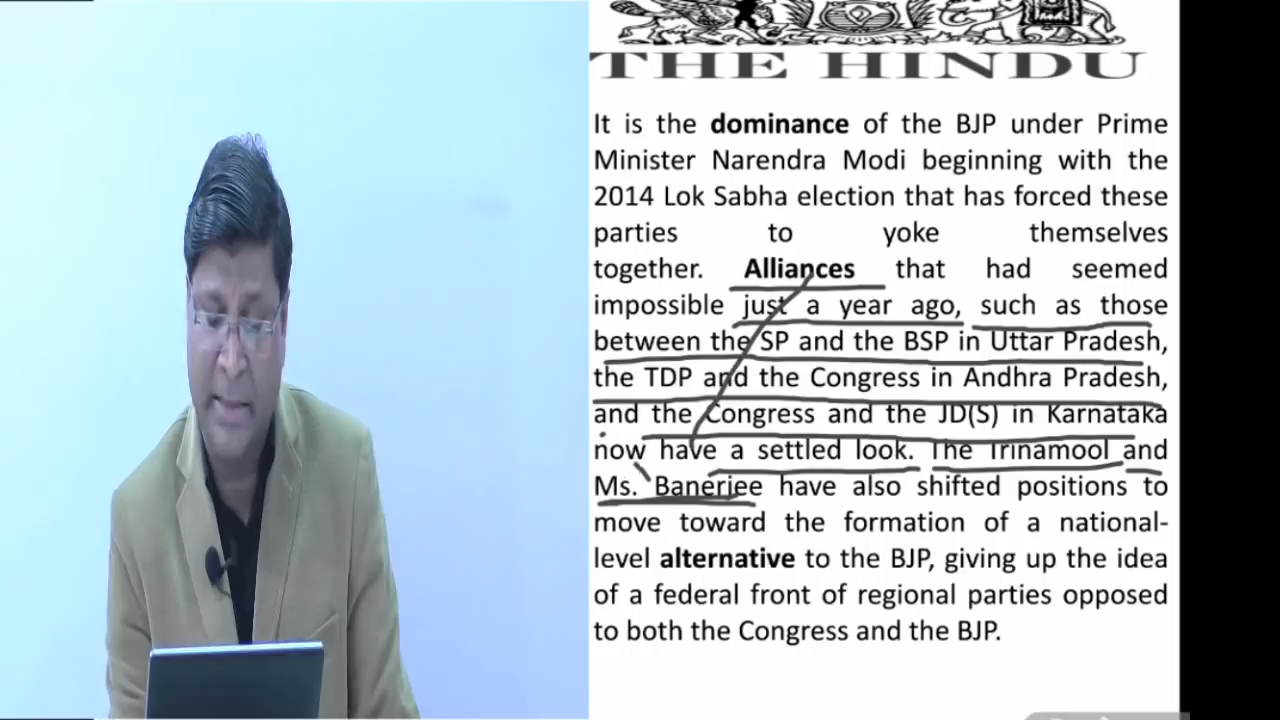 THE HINDU
It is the dominance of the BJP under Prime
Minister Narendra Modi beginning with the
2014 Lok Sabha election that has forced these
parties to yoke themselves
together. Alliances that had seemed
impossible just a year ago, such as those
between the SP and the BSP in Uttar Pradesh,
the TDP and the Congress in Andhra Pradesh,
and the Congress and the JD(S) in Karnataka
now have a settled look. The Trinamool and
Ms. Banerjee have also shifted positions to
move toward the formation of a national-
level alternative to the BJP, giving up the idea
of a federal front of regional parties opposed
to both the Congress and the BJP.